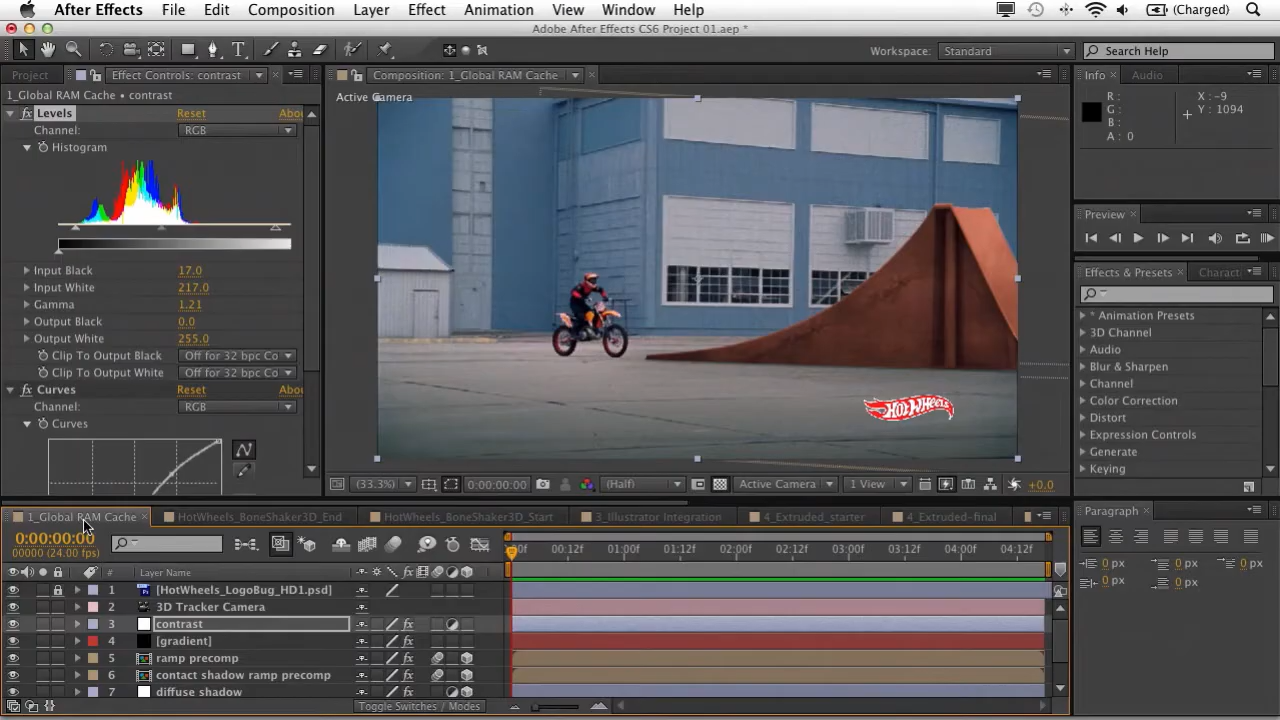 After Effects File Edit Composition Layer Effect Animation View Window Help (Charged)
Adobe After Effects CS6 Project 01.aep *
Workspace: Standard Search Help
Project Effect Controls: contrast Composition: 1_Global RAM Cache Info Audio
1_Global RAM Cache • contrast
Active Camera
R: X : -9
G: Y : 1094
B:
A : 0
Levels Reset Abou
Channel: RGB
Histogram
Input Black 17.0
Input White 217.0
Gamma 1.21
Output Black 0.0
Output White 255.0
Clip To Output Black Off for 32 bpc Co
Clip To Output White Off for 32 bpc Co
Curves Reset Abou
Channel: RGB
Curves
Hot Wheels
(33.3%) 0:00:00:00 (Half) Active Camera 1 View +0.0
Preview
Effects & Presets Charact
* Animation Presets
3D Channel
Audio
Blur & Sharpen
Channel
Color Correction
Distort
Expression Controls
Generate
Keying
1_Global RAM Cache HotWheels_BoneShaker3D_End HotWheels_BoneShaker3D_Start 3_Illustrator Integration 4_Extruded_starter 4_Extruded-final
0:00:00:00
00000 (24.00 fps)
00:12f 01:00f 01:12f 02:00f 02:12f 03:00f 03:12f 04:00f 04:12f
# Layer Name
1 [HotWheels_LogoBug_HD1.psd]
2 3D Tracker Camera
3 contrast
4 [gradient]
5 ramp precomp
6 contact shadow ramp precomp
7 diffuse shadow
Toggle Switches / Modes
Paragraph
0 px 0 px 0 px
0 px 0 px